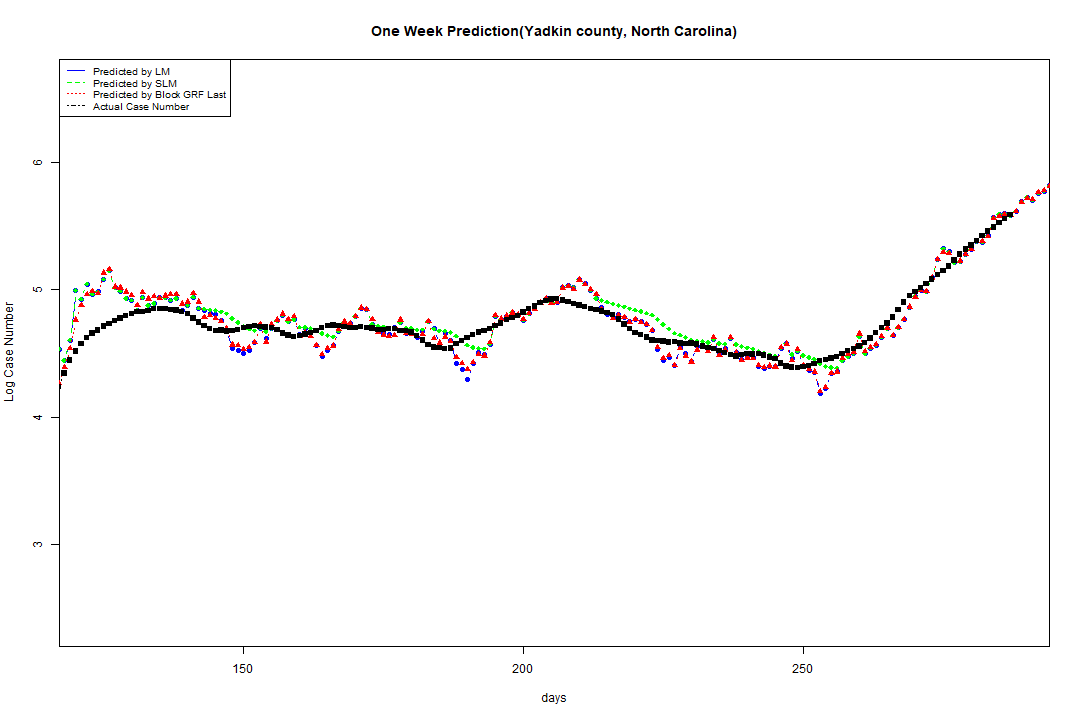 One Week Prediction(Yadkin county, North Carolina)
Predicted by LM
Predicted by SLM
Predicted by Block GRF Last
Actual Case Number
6
5
4
3
Log Case Number
150
200
250
days